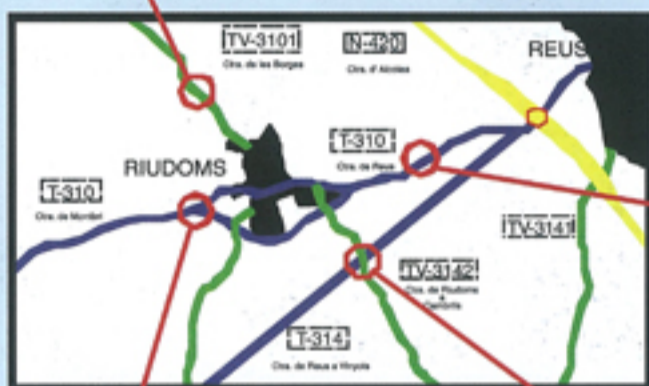 TV-3101
Ctra. de les Borges
N-420
Ctra. d' Alcolea
REUS
T-310
Ctra. de Reus
RIUDOMS
T-310
Ctra. de Montbrió
TV-3141
TV-3142
Ctra. de Riudoms
a
Cambrils
T-314
Ctra. de Reus a Vinyols